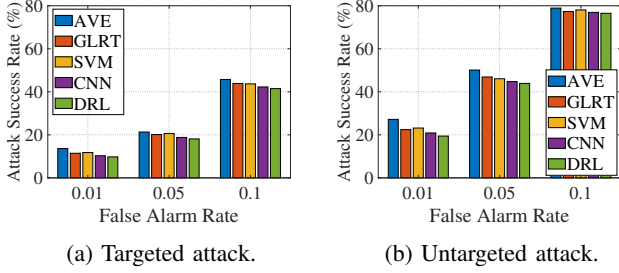 Attack Success Rate (%)
80
60
40
20
0
AVE
GLRT
SVM
CNN
DRL
0.01 0.05 0.1
False Alarm Rate
(a) Targeted attack.
Attack Success Rate (%)
80
60
40
20
0
AVE
GLRT
SVM
CNN
DRL
0.01 0.05 0.1
False Alarm Rate
(b) Untargeted attack.